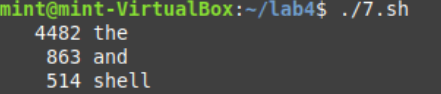 mint@mint-VirtualBox:~/lab4$ ./7.sh
4482 the
863 and
514 shell